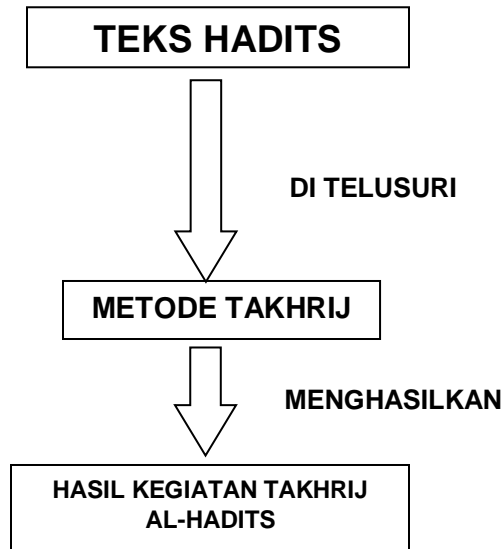 TEKS HADITS
DI TELUSURI
METODE TAKHRIJ
MENGHASILKAN
HASIL KEGIATAN TAKHRIJ
AL-HADITS